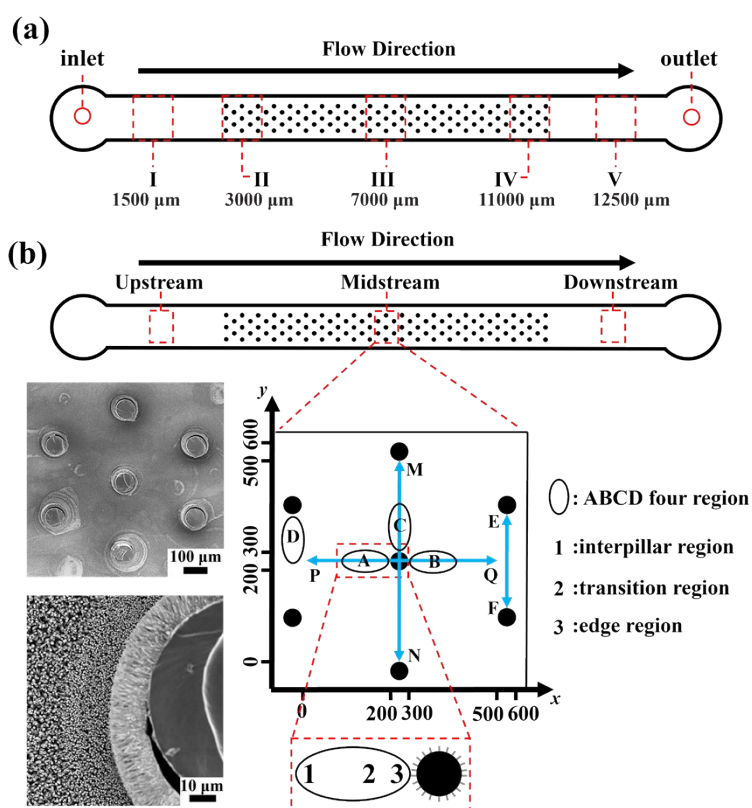 (a)
Flow Direction
inlet
outlet
I II III IV V
1500 μm 3000 μm 7000 μm 11000 μm 12500 μm
(b)
Flow Direction
Upstream Midstream Downstream
100 μm
10 μm
y
500 600
200 300
0
M
C
D
E
A
B
P
Q
F
N
x
0 200 300 500 600
: ABCD four region
1 :interpillar region
2 :transition region
3 :edge region
1 2 3